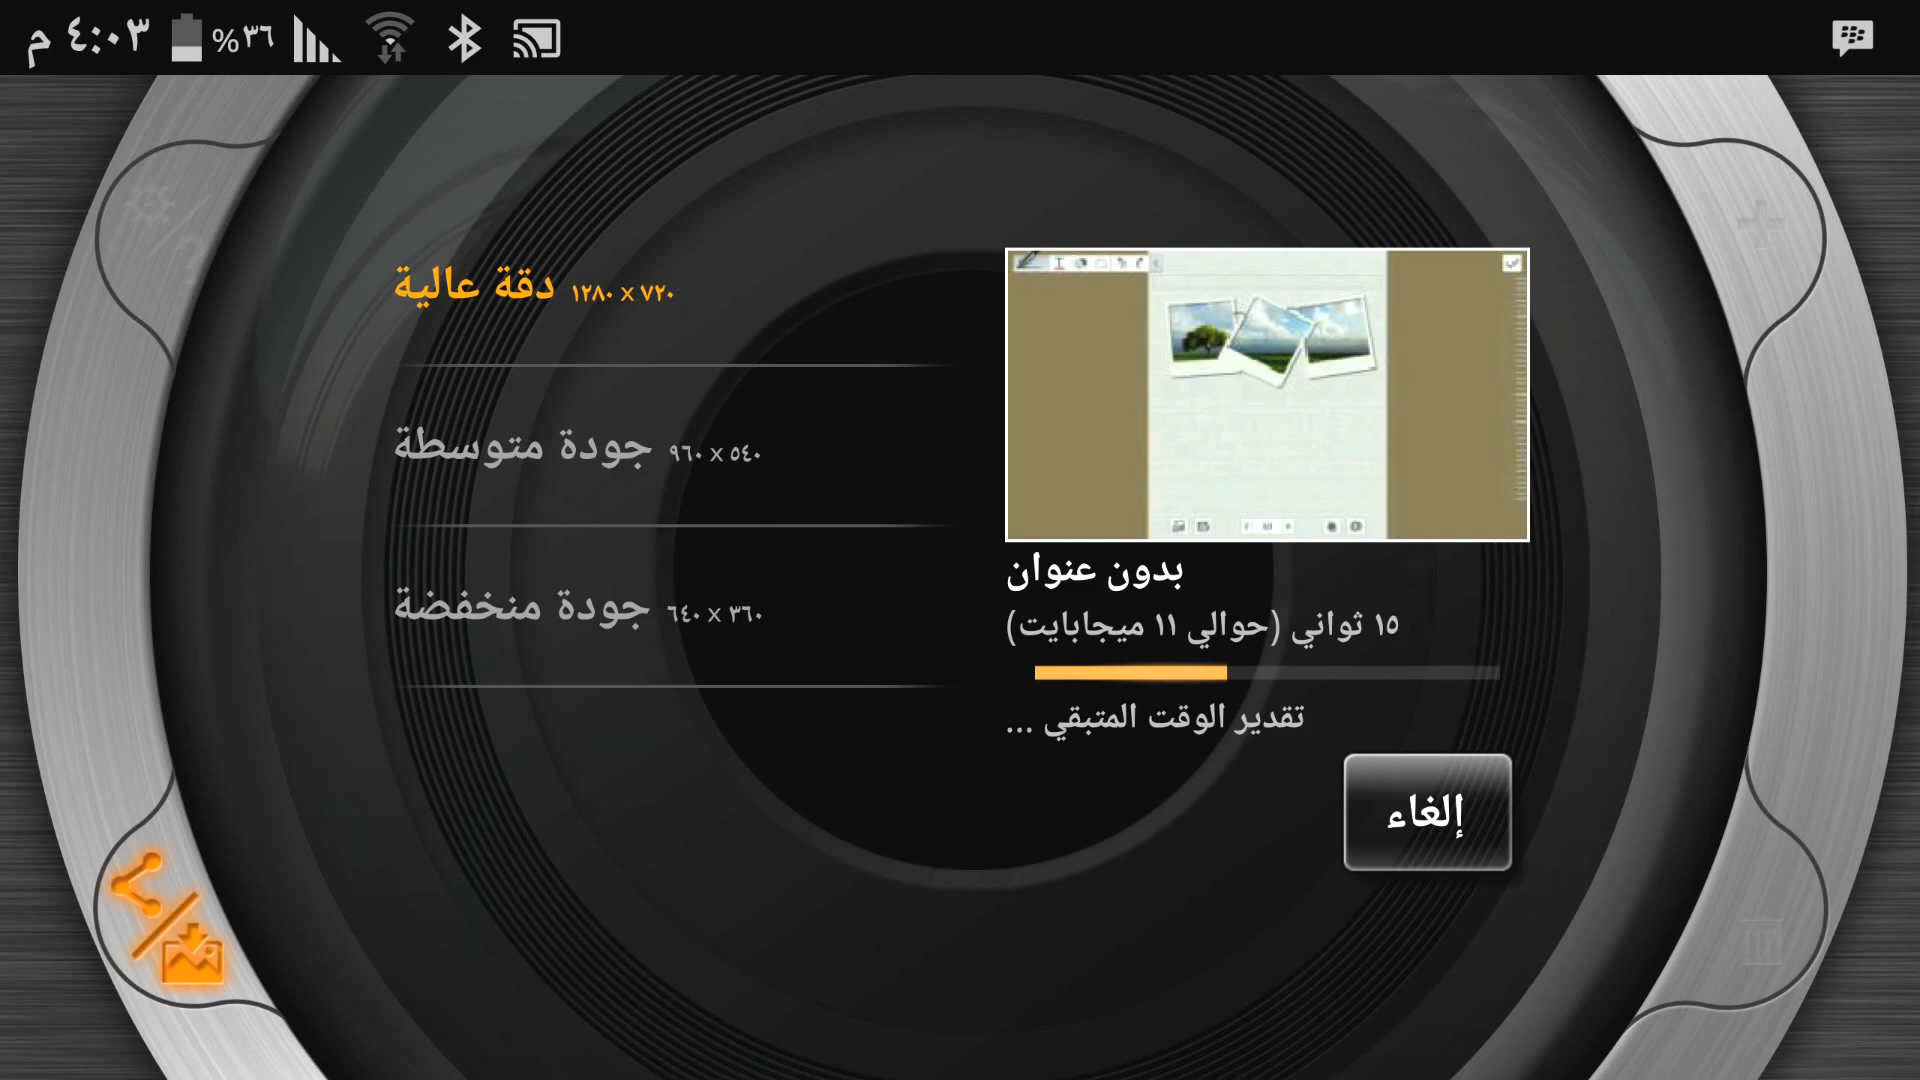 ٤:٠٣ م
%٣٦
دقة عالية ١٢٨٠ x ٧٢٠
جودة متوسطة ٩٦٠ x ٥٤٠
جودة منخفضة ٦٤٠ x ٣٦٠
بدون عنوان
١٥ ثواني (حوالي ١١ ميجابايت)
تقدير الوقت المتبقي ...
إلغاء